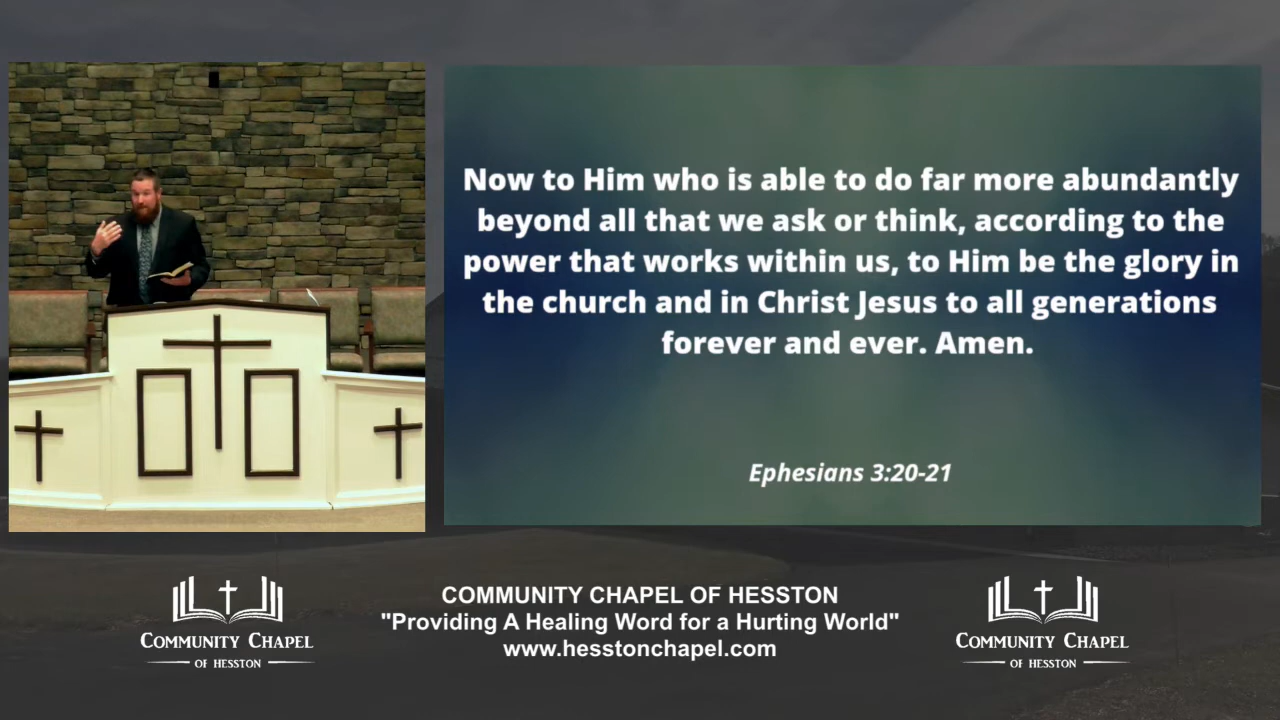 Now to Him who is able to do far more abundantly
beyond all that we ask or think, according to the
power that works within us, to Him be the glory in
the church and in Christ Jesus to all generations
forever and ever. Amen.
Ephesians 3:20-21
COMMUNITY CHAPEL
OF HESSTON
COMMUNITY CHAPEL OF HESSTON
"Providing A Healing Word for a Hurting World"
www.hesstonchapel.com
COMMUNITY CHAPEL
OF HESSTON